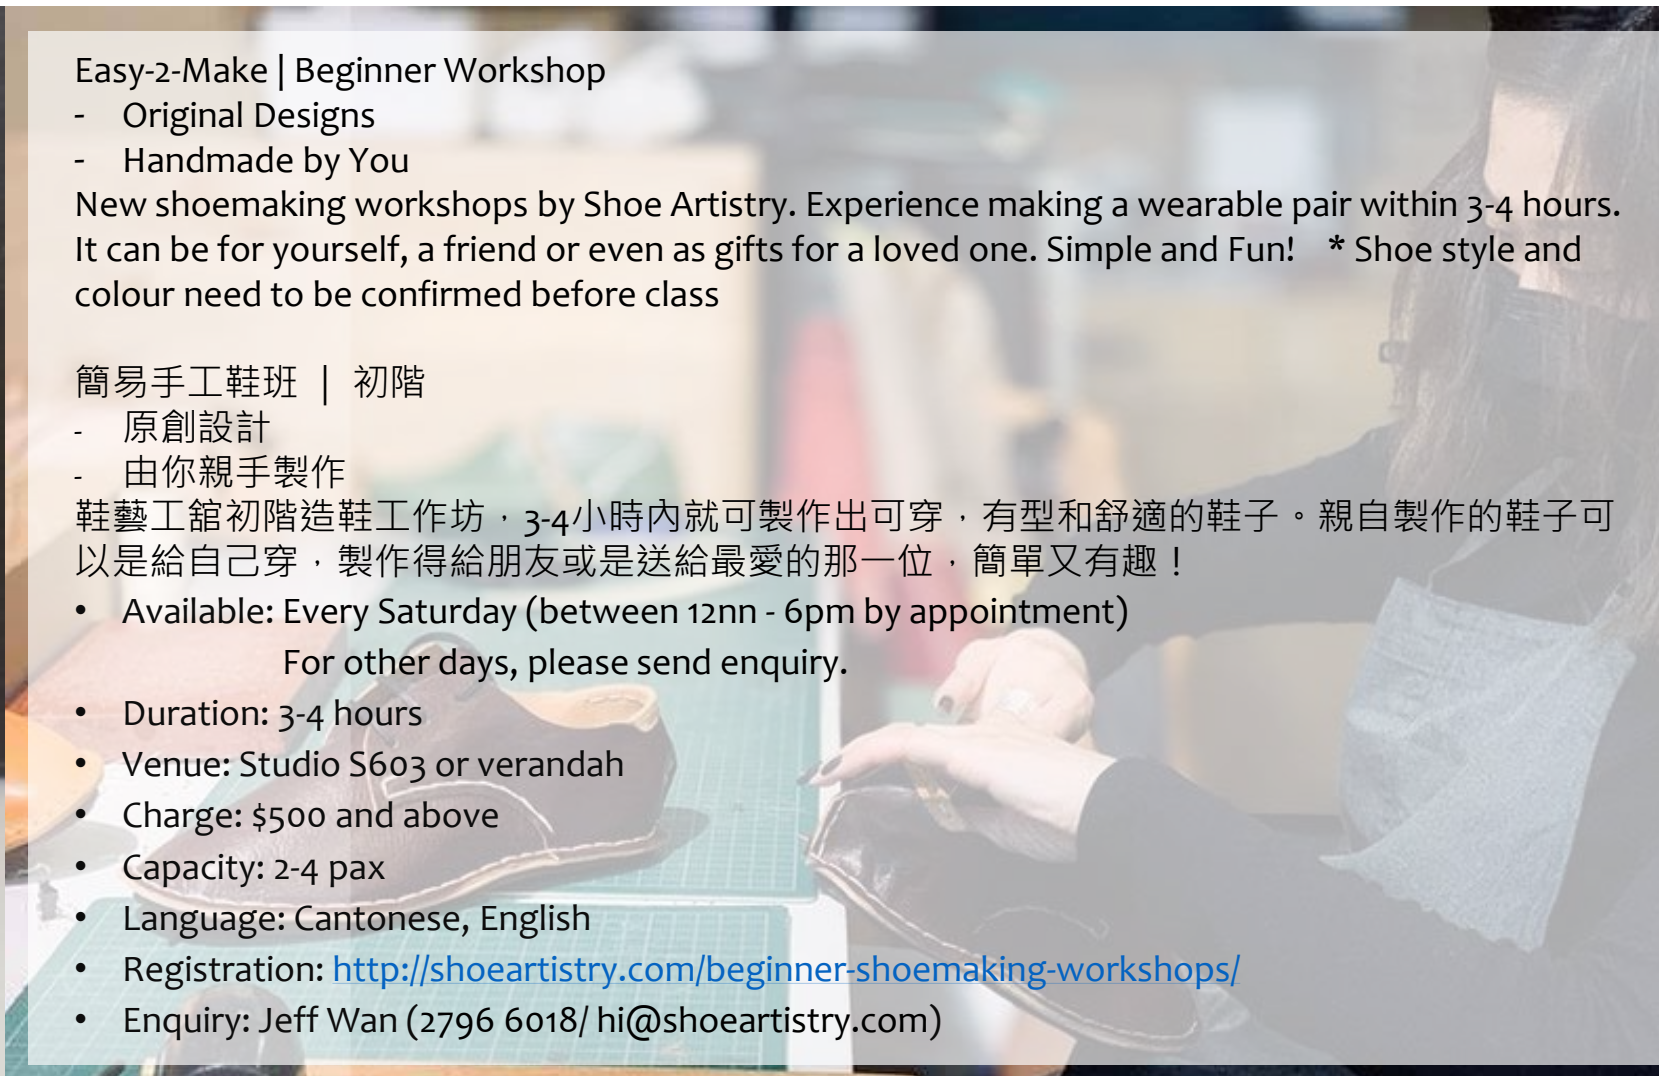 Easy-2-Make | Beginner Workshop
- Original Designs
- Handmade by You
New shoemaking workshops by Shoe Artistry. Experience making a wearable pair within 3-4 hours.
It can be for yourself, a friend or even as gifts for a loved one. Simple and Fun! * Shoe style and
colour need to be confirmed before class
簡易手工鞋班 | 初階
- 原創設計
- 由你親手製作
鞋藝工舘初階造鞋工作坊，3-4小時內就可製作出可穿，有型和舒適的鞋子。親自製作的鞋子可
以是給自己穿，製作得給朋友或是送給最愛的那一位，簡單又有趣！
• Available: Every Saturday (between 12nn - 6pm by appointment)
For other days, please send enquiry.
• Duration: 3-4 hours
• Venue: Studio S603 or verandah
• Charge: $500 and above
• Capacity: 2-4 pax
• Language: Cantonese, English
• Registration: http://shoeartistry.com/beginner-shoemaking-workshops/
• Enquiry: Jeff Wan (2796 6018/ hi@shoeartistry.com)